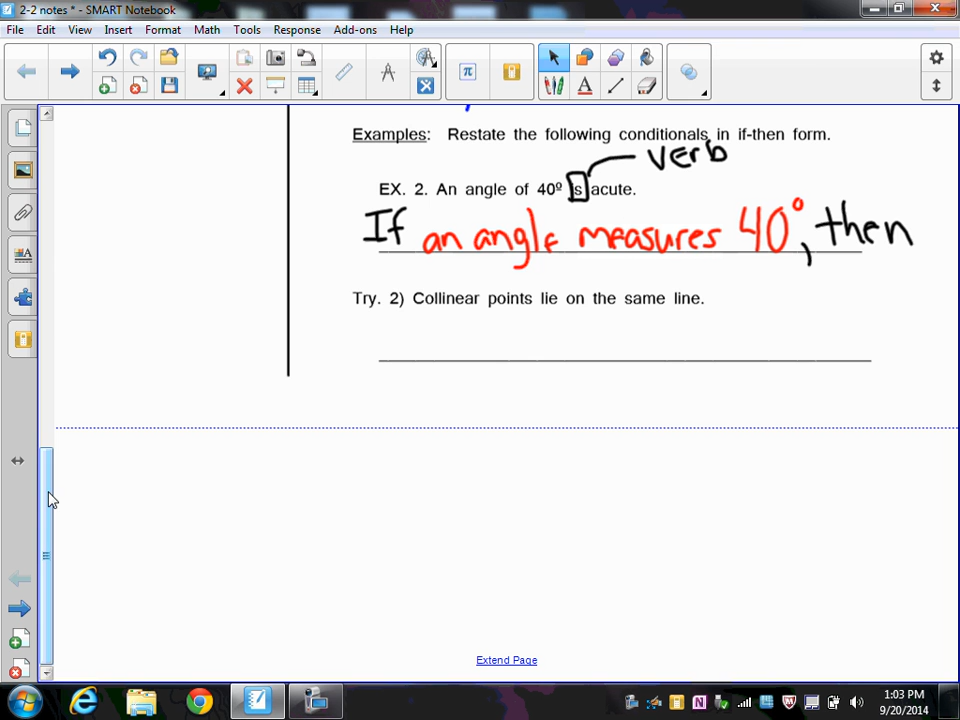 2-2 notes * - SMART Notebook
File Edit View Insert Format Math Tools Response Add-ons Help
Examples: Restate the following conditionals in if-then form.
verb
EX. 2. An angle of 40º is acute.
If an angle measures 40°, then
Try. 2) Collinear points lie on the same line.
Extend Page
1:03 PM
9/20/2014